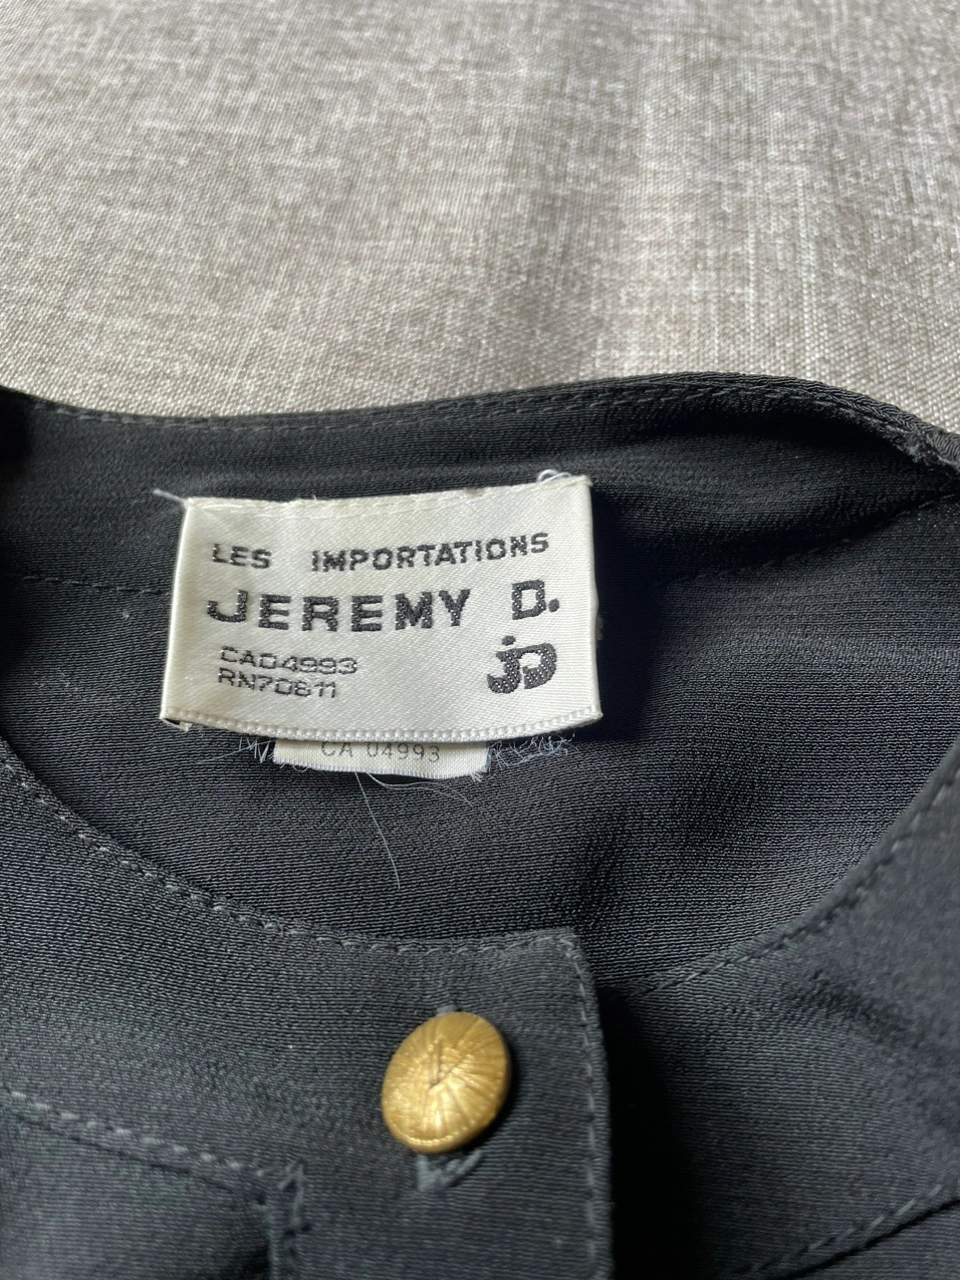 LES IMPORTATIONS
JEREMY D.
CA04993
RN70811
jD
CA 04993